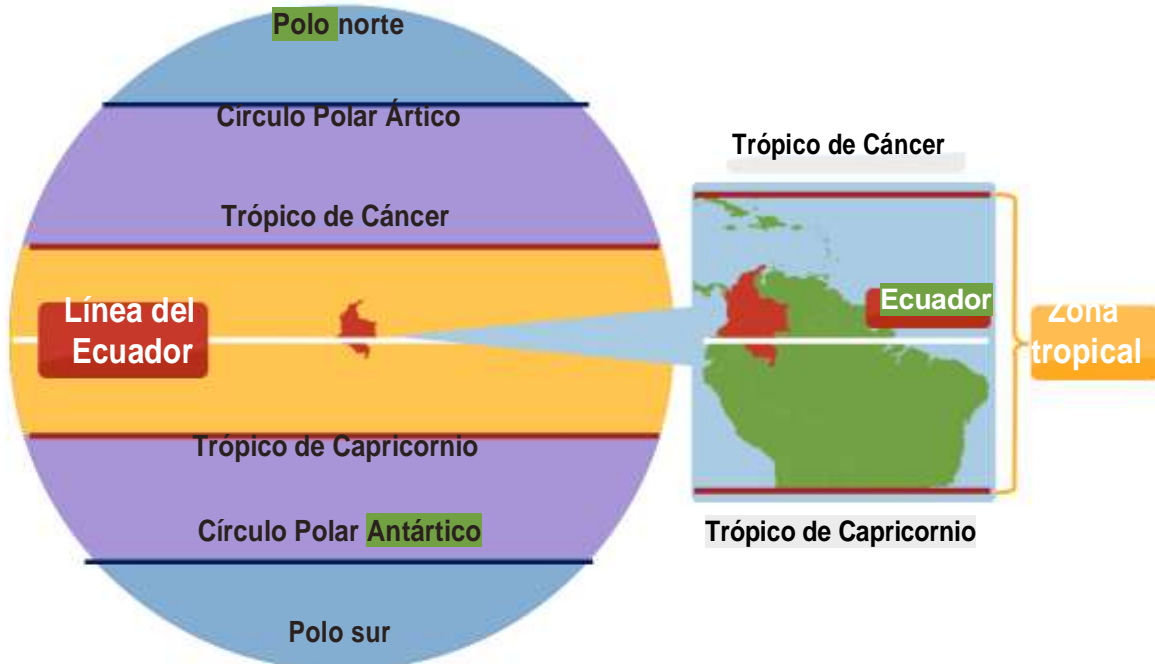 Polo norte
Círculo Polar Ártico
Trópico de Cáncer
Línea del
Ecuador
Trópico de Capricornio
Círculo Polar Antártico
Polo sur
Trópico de Cáncer
Ecuador
Zona
tropical
Trópico de Capricornio